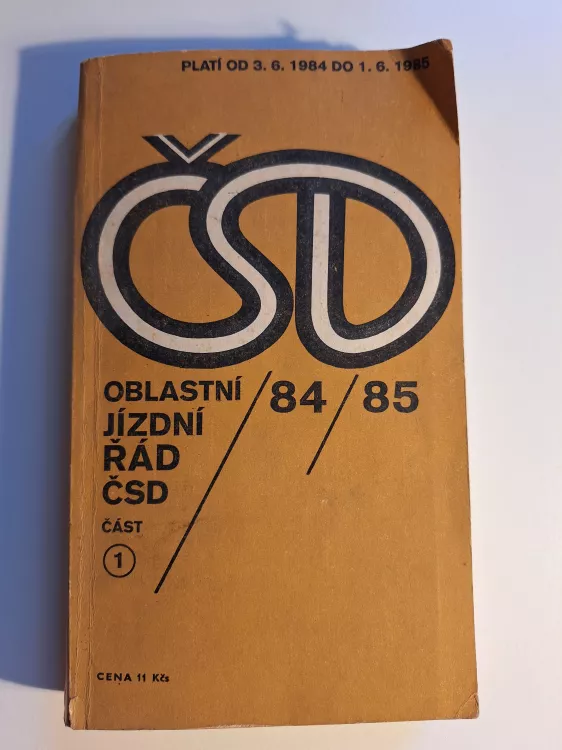 PLATÍ OD 3. 6. 1984 DO 1. 6. 1985
ČSD
OBLASTNÍ /84/85
JÍZDNÍ
ŘÁD
ČSD
ČÁST
1
CENA 11 Kčs